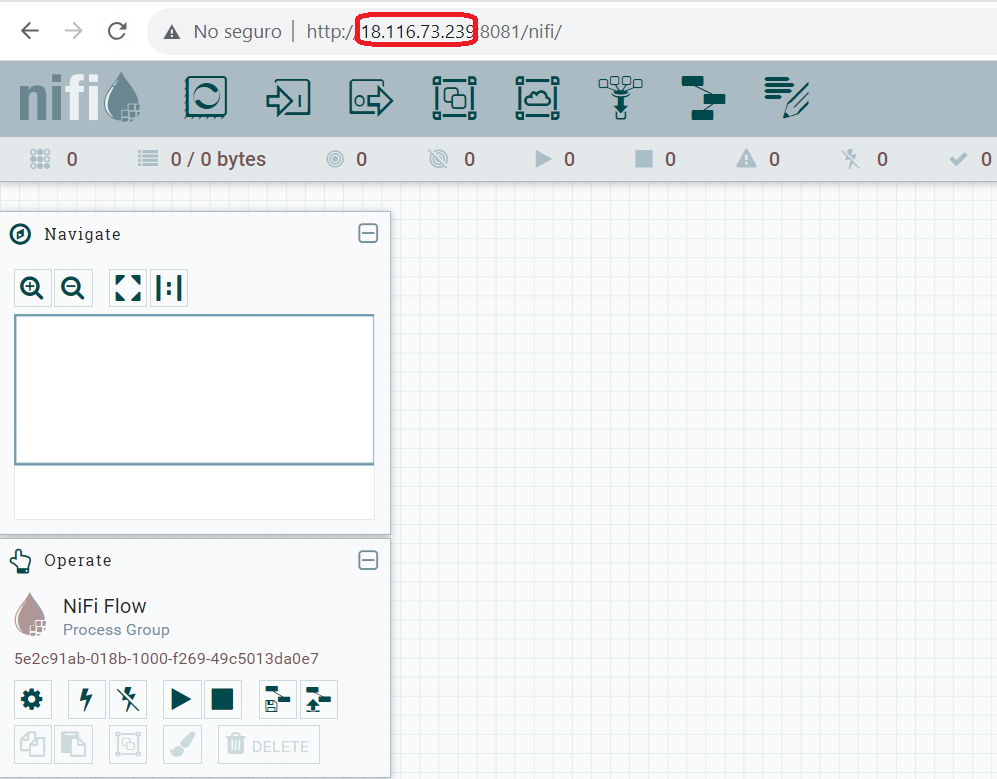 No seguro | http://18.116.73.239:8081/nifi/
nifi
0 0 / 0 bytes 0 0 0 0 0 0 0
Navigate
Operate
NiFi Flow
Process Group
5e2c91ab-018b-1000-f269-49c5013da0e7
DELETE